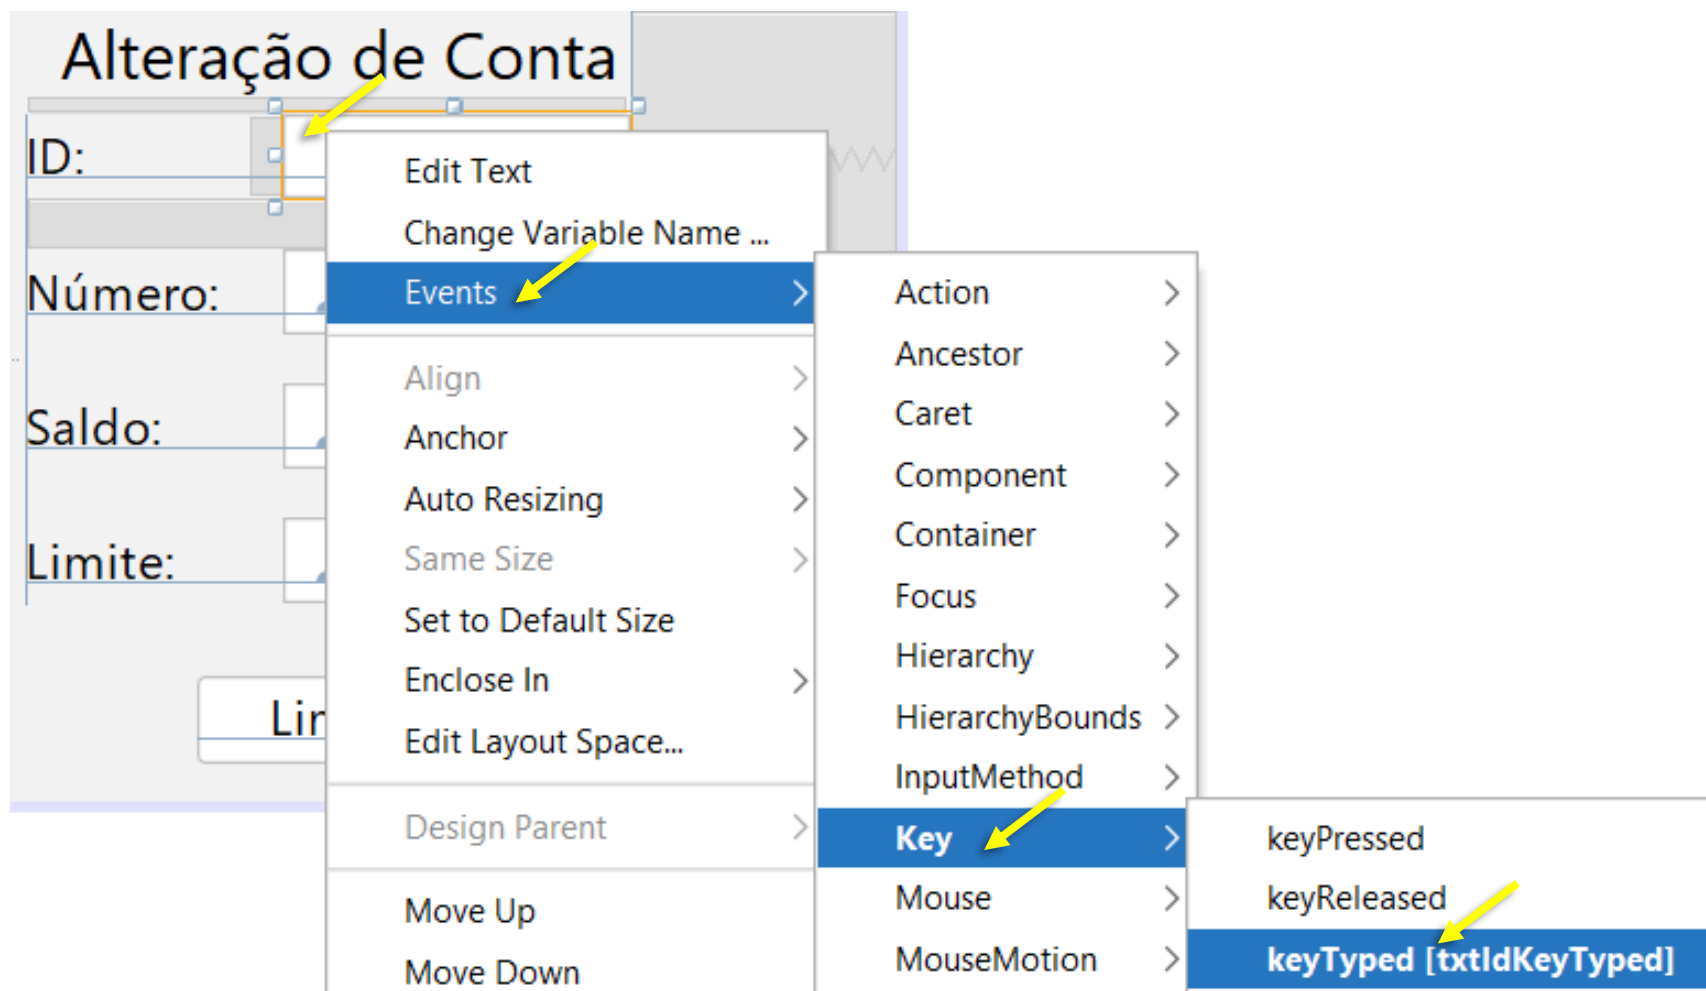 Alteração de Conta
ID:
Número:
Saldo:
Limite:
Edit Text
Change Variable Name ...
Events
Align
Anchor
Auto Resizing
Same Size
Set to Default Size
Enclose In
Edit Layout Space...
Design Parent
Move Up
Move Down
Action
Ancestor
Caret
Component
Container
Focus
Hierarchy
HierarchyBounds
InputMethod
Key
Mouse
MouseMotion
keyPressed
keyReleased
keyTyped [txtIdKeyTyped]